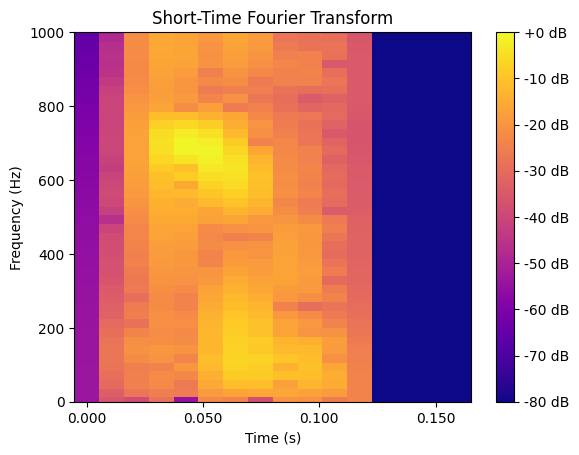 Short-Time Fourier Transform
Frequency (Hz)
1000
800
600
400
200
0
0.000
0.050
0.100
0.150
Time (s)
+0 dB
-10 dB
-20 dB
-30 dB
-40 dB
-50 dB
-60 dB
-70 dB
-80 dB